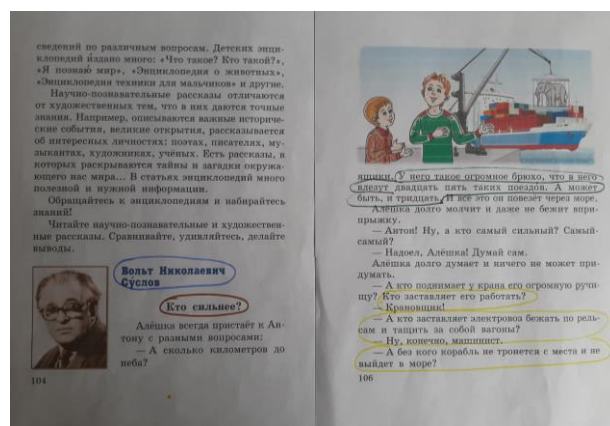 сведений по различным вопросам. Детских энци-
клопедий издано много: «Что такое? Кто такой?»,
«Я познаю мир», «Энциклопедия о животных»,
«Энциклопедия техники для мальчиков» и другие.
Научно-познавательные рассказы отличаются
от художественных тем, что в них даются точные
знания. Например, описываются важные историче-
ские события, великие открытия, рассказывается
об интересных личностях: поэтах, писателях, му-
зыкантах, художниках, учёных. Есть рассказы, в
которых раскрываются тайны и загадки окружа-
ющего нас мира... В статьях энциклопедий много
полезной и нужной информации.
Обращайтесь к энциклопедиям и набирайтесь
знаний!
Читайте научно-познавательные и художествен-
ные рассказы. Сравнивайте, удивляйтесь, делайте
выводы.
Вольт Николаевич
Суслов
Кто сильнее?
Алёшка всегда пристаёт к Ан-
тону с разными вопросами:
— А сколько километров до
неба?
104
ящики. У него такое огромное брюхо, что в него
влезут двадцать пять таких поездов. А может
быть, и тридцать. И всё это он повезёт через море.
Алёшка долго молчит и даже не бежит впри-
прыжку.
— Антон! Ну, а кто самый сильный? Самый-
самый?
— Надоел, Алёшка! Думай сам.
Алёшка долго думает и ничего не может при-
думать.
— А кто поднимает у крана его огромную ручи-
щу? Кто заставляет его работать?
— Крановщик!
— А кто заставляет электровоз бежать по рель-
сам и тащить за собой вагоны?
— Ну, конечно, машинист.
— А без кого корабль не тронется с места и не
выйдет в море?
106